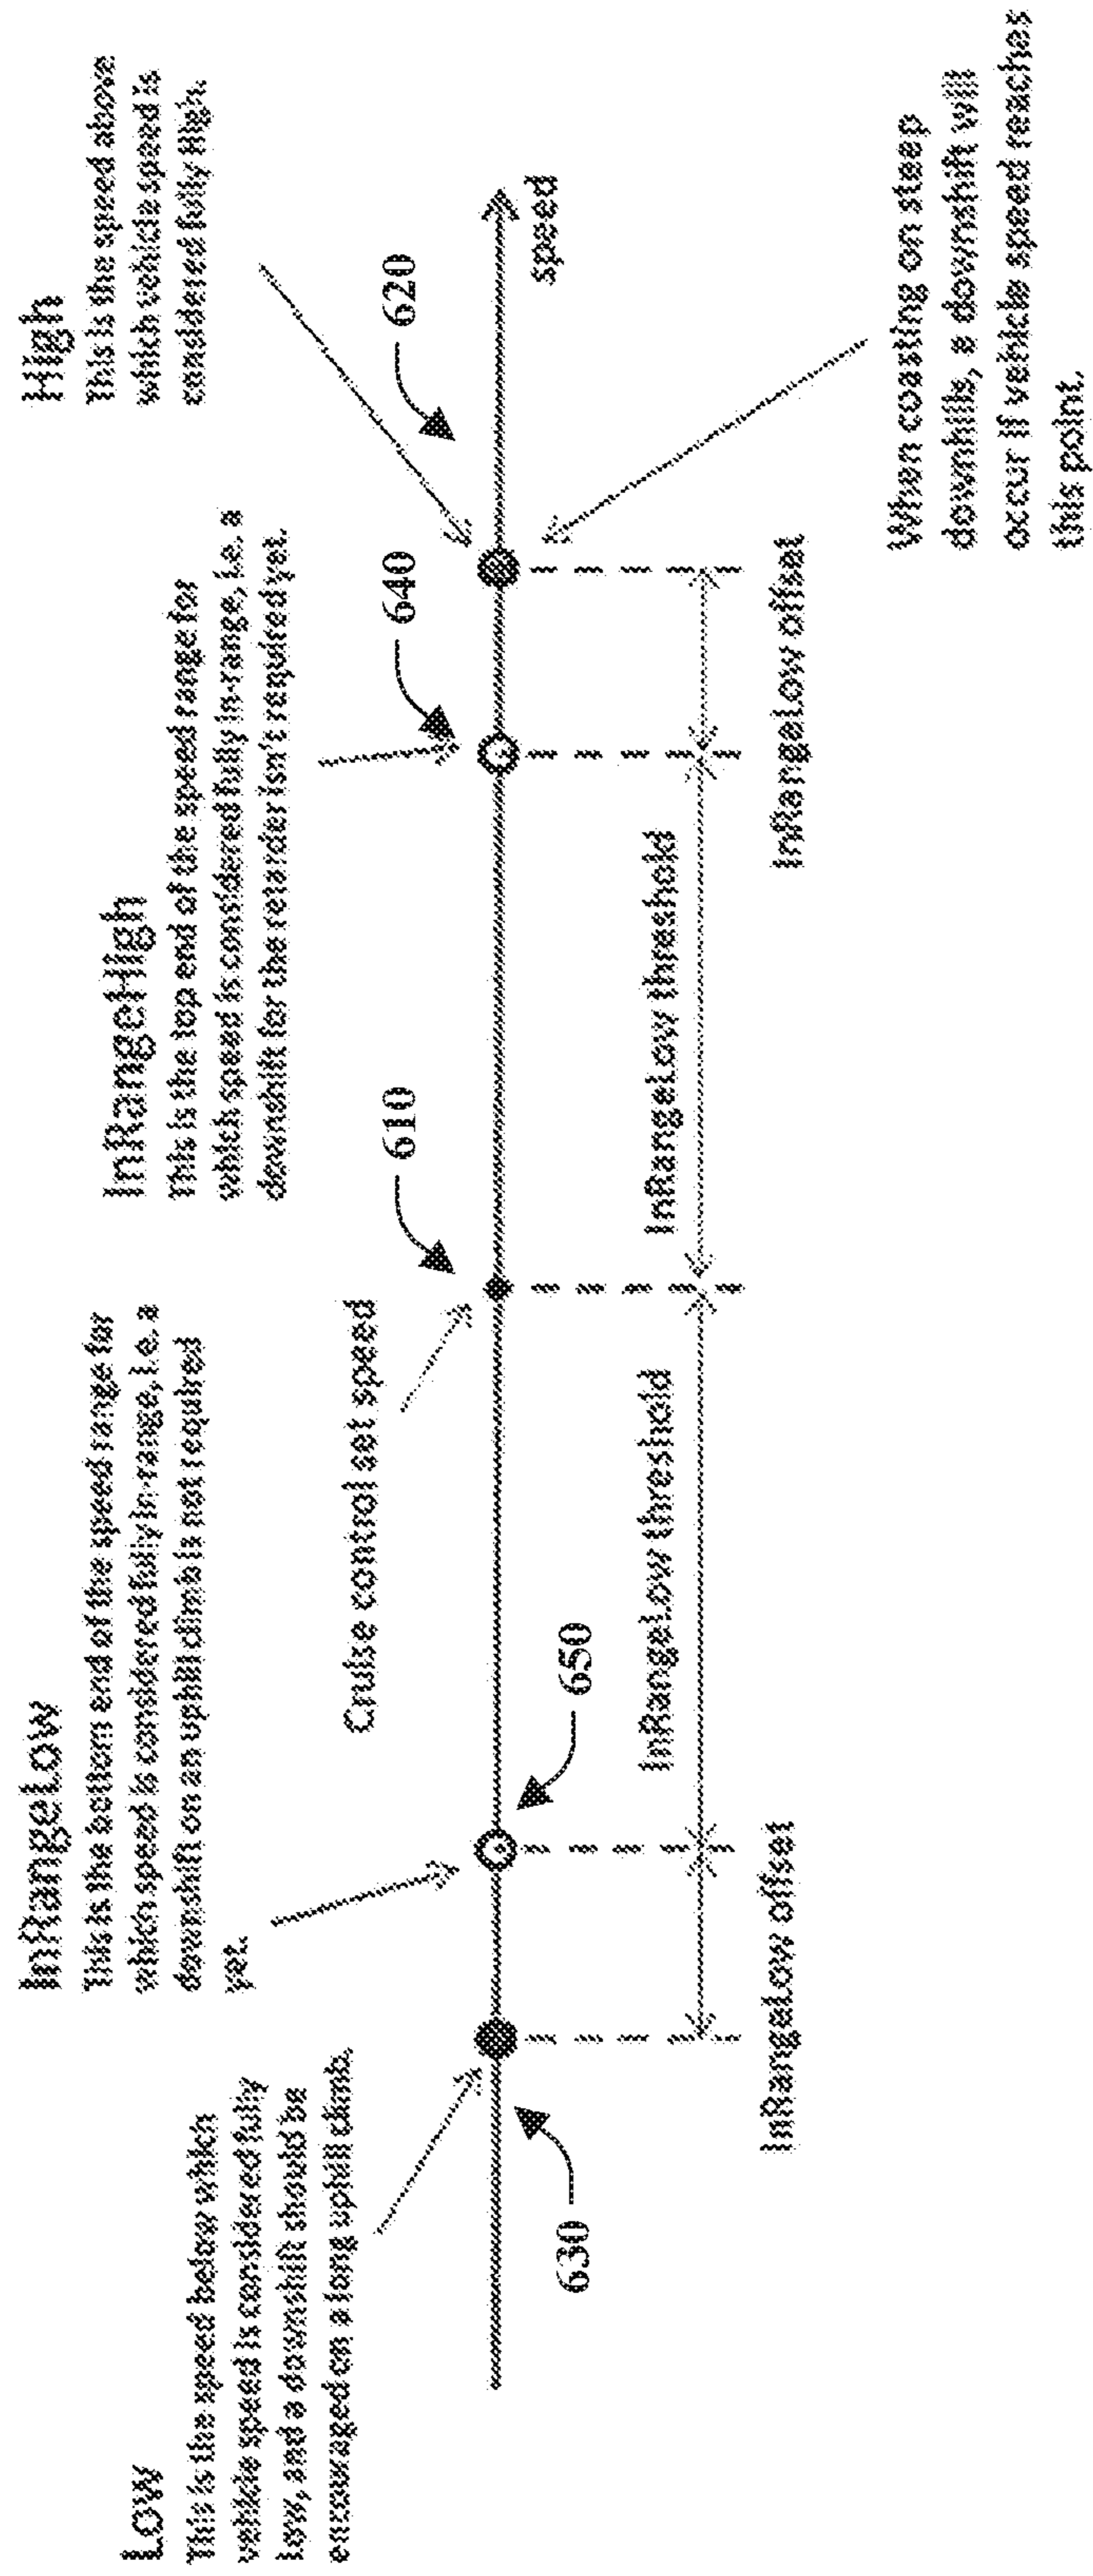 Low
This is the speed below which
vehicle speed is considered fully
low, and a downshift should be
encouraged on a long uphill climb.
InRangeLow
This is the bottom end of the speed range for
which speed is considered fully in-range, i.e. a
downshift on an uphill climb is not required
yet.
Cruise control set speed
InRangeHigh
This is the top end of the speed range for
which speed is considered fully in-range, i.e. a
downshift for the retarder isn't required yet.
High
This is the speed above
which vehicle speed is
considered fully High.
610
640
620
speed
630
650
InRangeLow threshold
InRangeLow threshold
InRangeLow offset
InRangeLow offset
When coasting on steep
downhills, a downshift will
occur if vehicle speed reaches
this point.